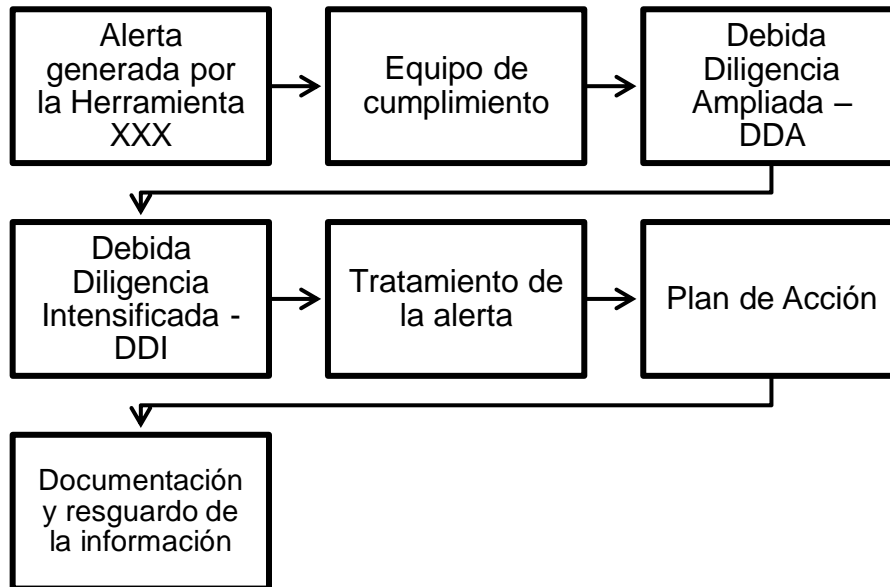 Alerta
generada por
la Herramienta
XXX
Equipo de
cumplimiento
Debida
Diligencia
Ampliada –
DDA
Debida
Diligencia
Intensificada -
DDI
Tratamiento de
la alerta
Plan de Acción
Documentación
y resguardo de
la información